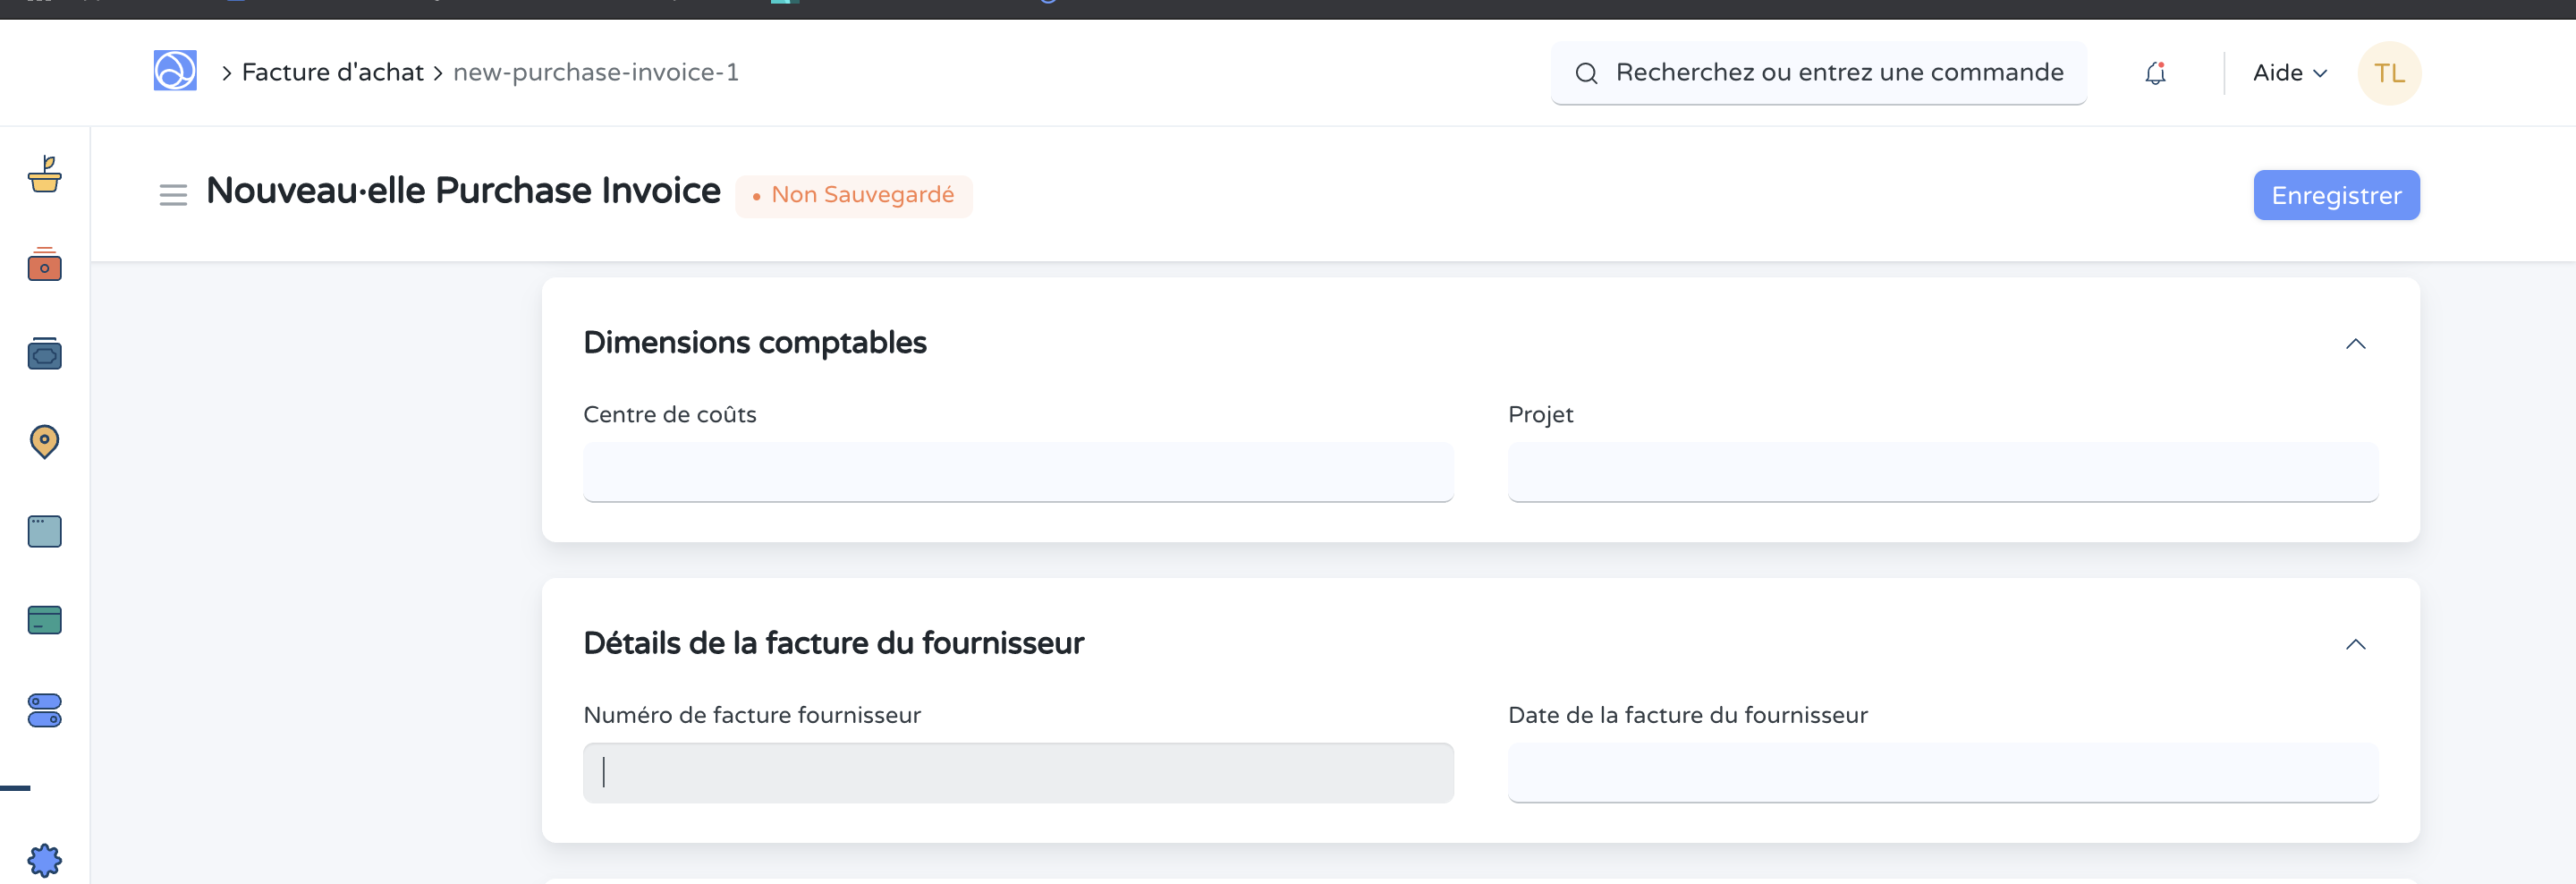 Facture d'achat
new-purchase-invoice-1
Recherchez ou entrez une commande
Aide
TL
Nouveau·elle Purchase Invoice
Non Sauvegardé
Enregistrer
Dimensions comptables
Centre de coûts
Projet
Détails de la facture du fournisseur
Numéro de facture fournisseur
Date de la facture du fournisseur